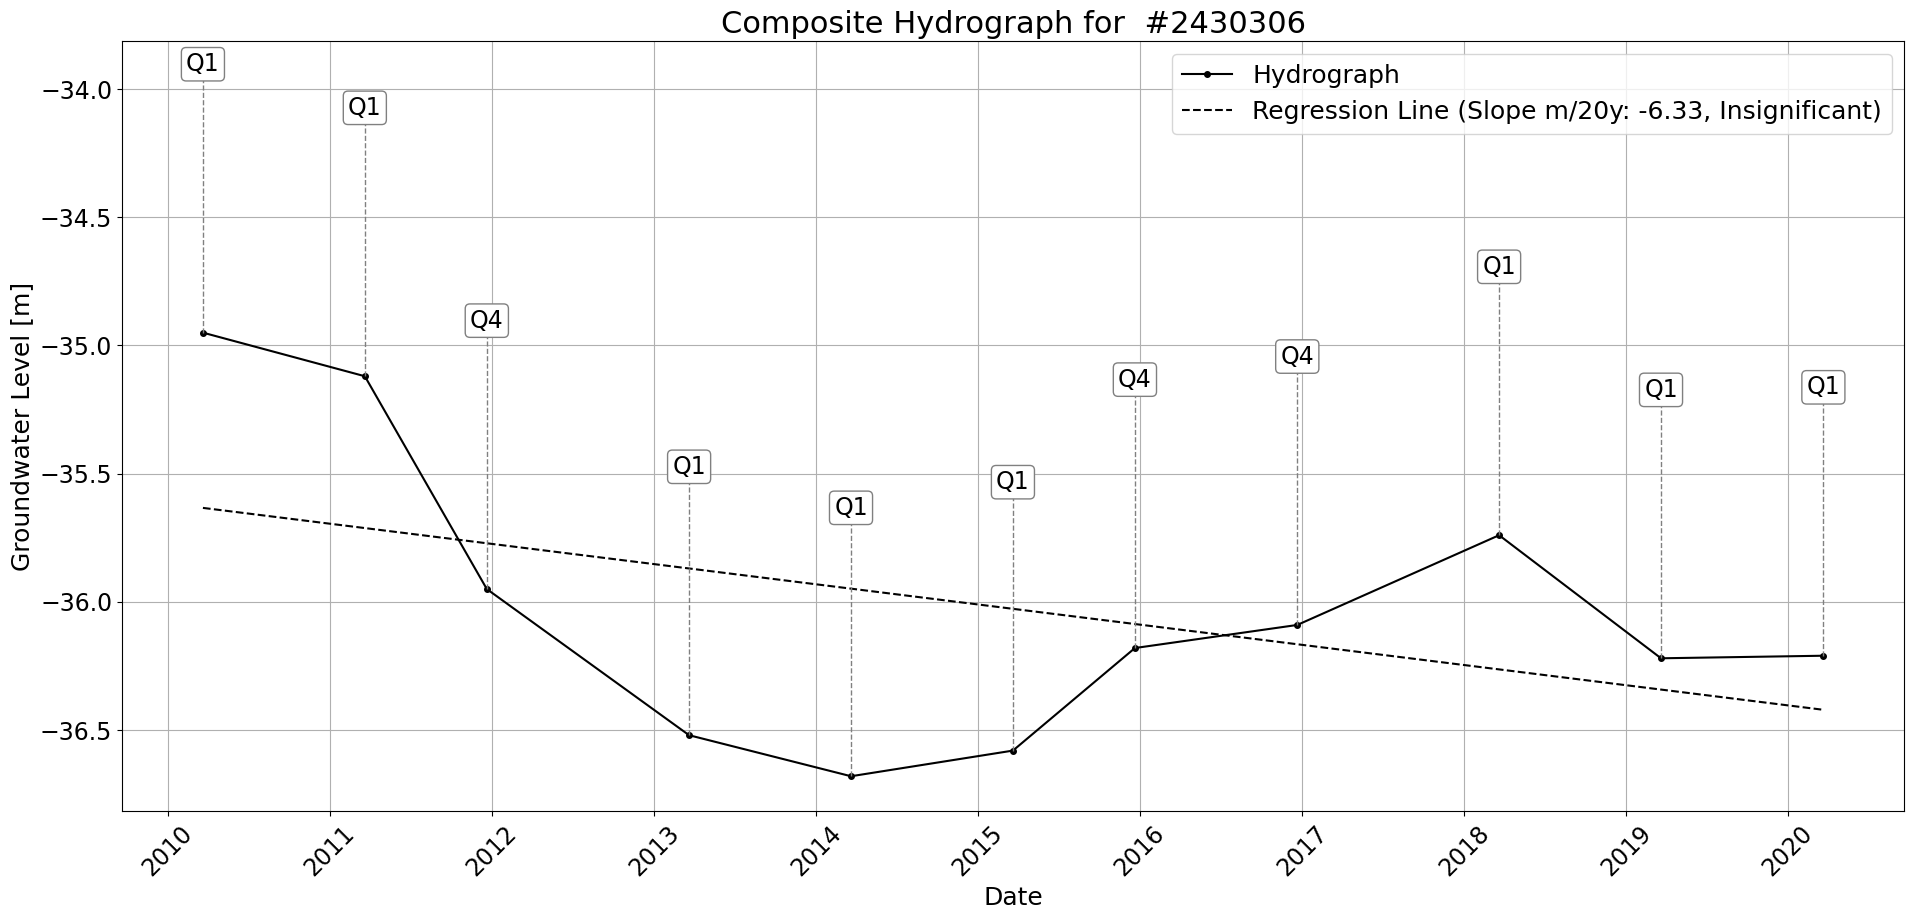 Composite Hydrograph for  #2430306
Hydrograph
Regression Line (Slope m/20y: -6.33, Insignificant)
Groundwater Level [m]
−34.0
−34.5
−35.0
−35.5
−36.0
−36.5
Q1
Q1
Q4
Q1
Q1
Q1
Q4
Q4
Q1
Q1
Q1
2010
2011
2012
2013
2014
2015
2016
2017
2018
2019
2020
Date